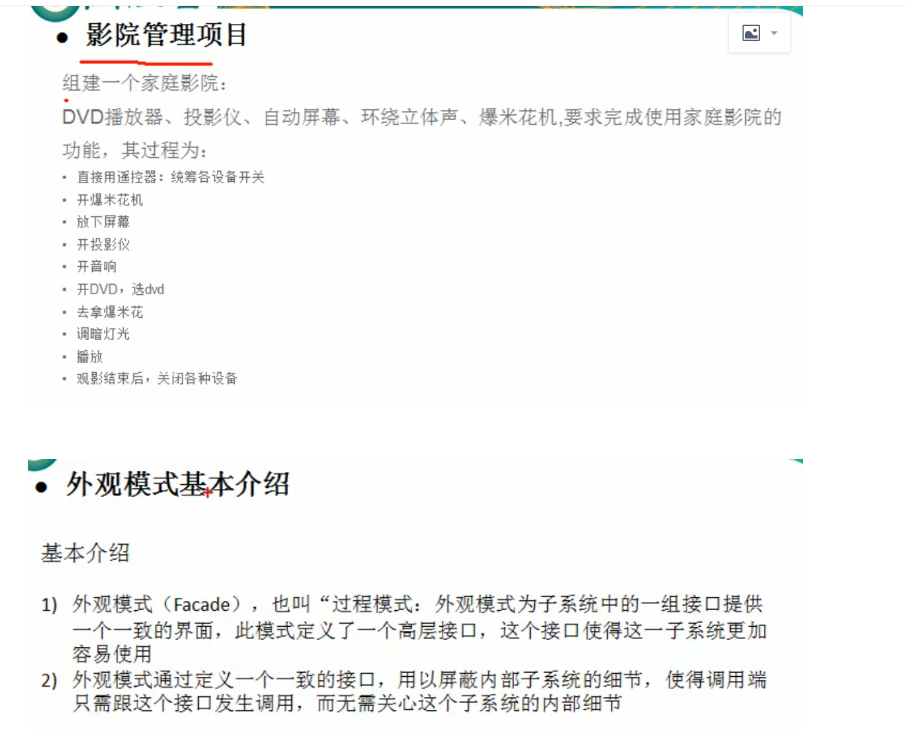 ● 影院管理项目
组建一个家庭影院：
DVD播放器、投影仪、自动屏幕、环绕立体声、爆米花机,要求完成使用家庭影院的
功能，其过程为：
• 直接用遥控器：统筹各设备开关
• 开爆米花机
• 放下屏幕
• 开投影仪
• 开音响
• 开DVD，选dvd
• 去拿爆米花
• 调暗灯光
• 播放
• 观影结束后，关闭各种设备
● 外观模式基本介绍
基本介绍
1) 外观模式（Facade），也叫“过程模式：外观模式为子系统中的一组接口提供
一个一致的界面，此模式定义了一个高层接口，这个接口使得这一子系统更加
容易使用
2) 外观模式通过定义一个一致的接口，用以屏蔽内部子系统的细节，使得调用端
只需跟这个接口发生调用，而无需关心这个子系统的内部细节